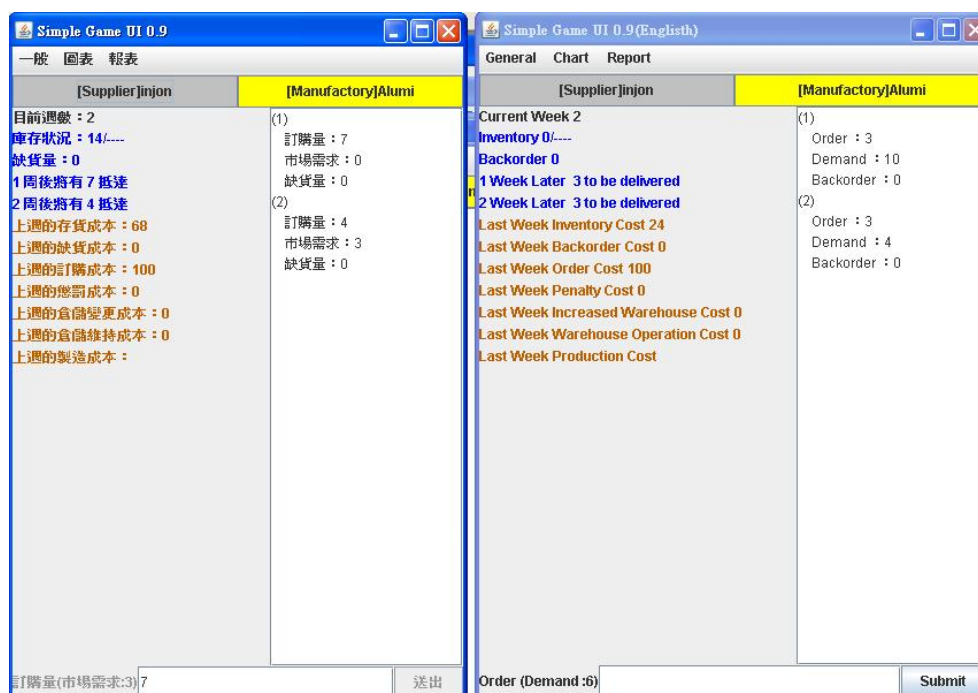 Simple Game UI 0.9
一般 圖表 報表
[Supplier]injon [Manufactory]Alumi
目前週數：2
庫存狀況：14/----
缺貨量：0
1周後將有 7 抵達
2周後將有 4 抵達
上週的存貨成本：68
上週的缺貨成本：0
上週的訂購成本：100
上週的懲罰成本：0
上週的倉儲變更成本：0
上週的倉儲維持成本：0
上週的製造成本：
(1)
訂購量：7
市場需求：0
缺貨量：0
(2)
訂購量：4
市場需求：3
缺貨量：0
訂購量(市場需求:3) 7 送出
Simple Game UI 0.9(Englisth)
General Chart Report
[Supplier]injon [Manufactory]Alumi
Current Week 2
Inventory 0/----
Backorder 0
1 Week Later 3 to be delivered
2 Week Later 3 to be delivered
Last Week Inventory Cost 24
Last Week Backorder Cost 0
Last Week Order Cost 100
Last Week Penalty Cost 0
Last Week Increased Warehouse Cost 0
Last Week Warehouse Operation Cost 0
Last Week Production Cost
(1)
Order：3
Demand：10
Backorder：0
(2)
Order：3
Demand：4
Backorder：0
Order (Demand :6) Submit